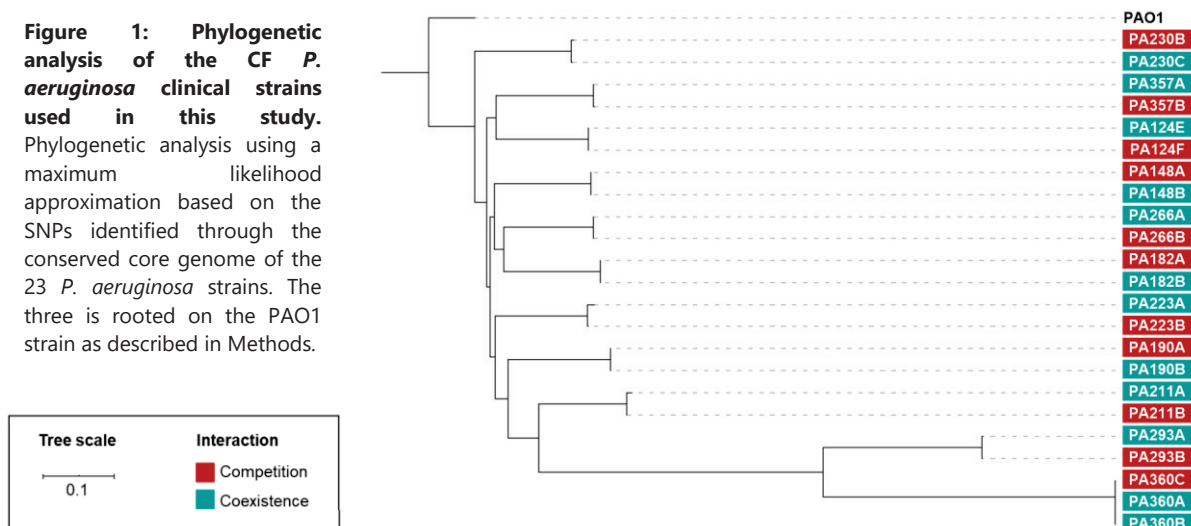 Figure 1: Phylogenetic
analysis of the CF P.
aeruginosa clinical strains
used in this study.
Phylogenetic analysis using a
maximum likelihood
approximation based on the
SNPs identified through the
conserved core genome of the
23 P. aeruginosa strains. The
three is rooted on the PAO1
strain as described in Methods.
Tree scale
0.1
Interaction
Competition
Coexistence
PAO1
PA230B
PA230C
PA357A
PA357B
PA124E
PA124F
PA148A
PA148B
PA266A
PA266B
PA182A
PA182B
PA223A
PA223B
PA190A
PA190B
PA211A
PA211B
PA293A
PA293B
PA360C
PA360A
PA360B